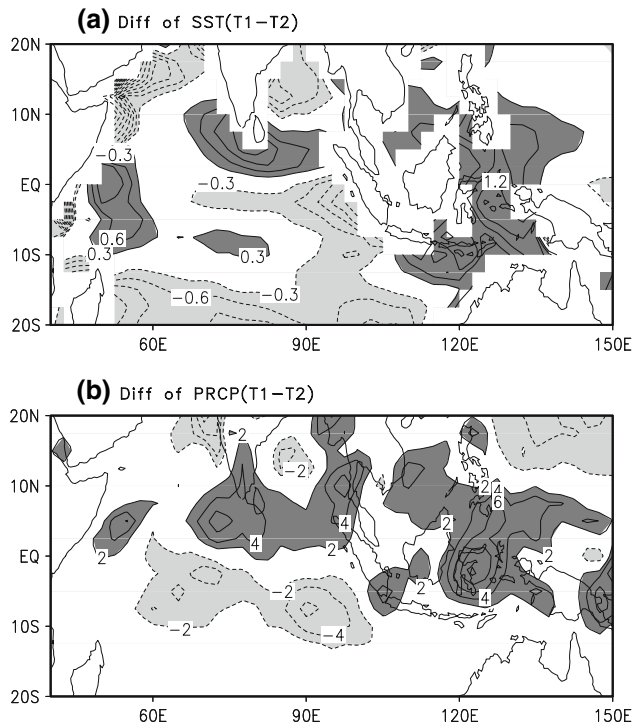 (a) Diff of SST(T1−T2)
20N
10N
EQ
10S
20S
−0.3
−0.3
1.2
0.6
0.3
0.3
−0.6
−0.3
60E
90E
120E
150E
(b) Diff of PRCP(T1−T2)
20N
10N
EQ
10S
20S
2
−2
2
4
6
4
2
2
4
2
2
−2
2
4
−2
−4
60E
90E
120E
150E